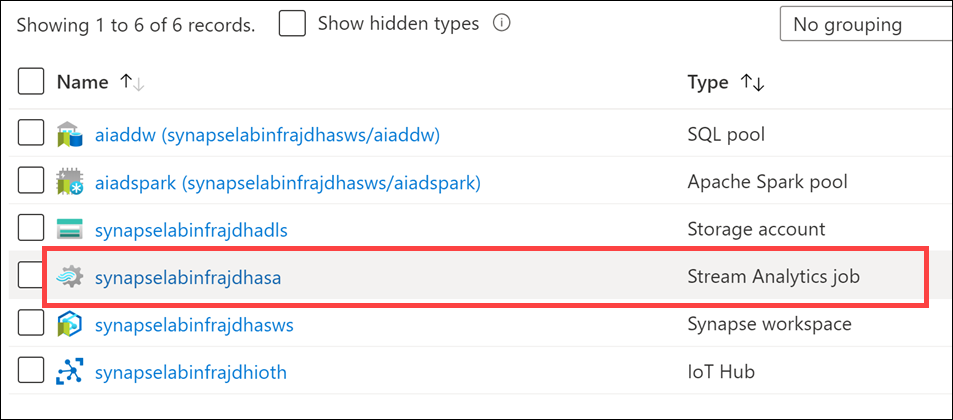 Showing 1 to 6 of 6 records. Show hidden types No grouping
Name Type
aiaddw (synapselabinfrajdhasws/aiaddw) SQL pool
aiadspark (synapselabinfrajdhasws/aiadspark) Apache Spark pool
synapselabinfrajdhadls Storage account
synapselabinfrajdhasa Stream Analytics job
synapselabinfrajdhasws Synapse workspace
synapselabinfrajdhioth IoT Hub